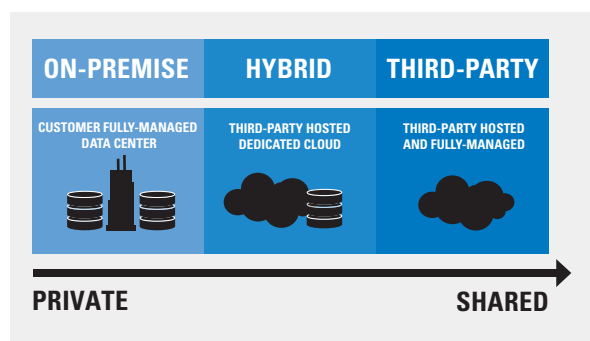 ON-PREMISE
HYBRID
THIRD-PARTY
CUSTOMER FULLY-MANAGED
DATA CENTER
THIRD-PARTY HOSTED
DEDICATED CLOUD
THIRD-PARTY HOSTED
AND FULLY-MANAGED
PRIVATE
SHARED